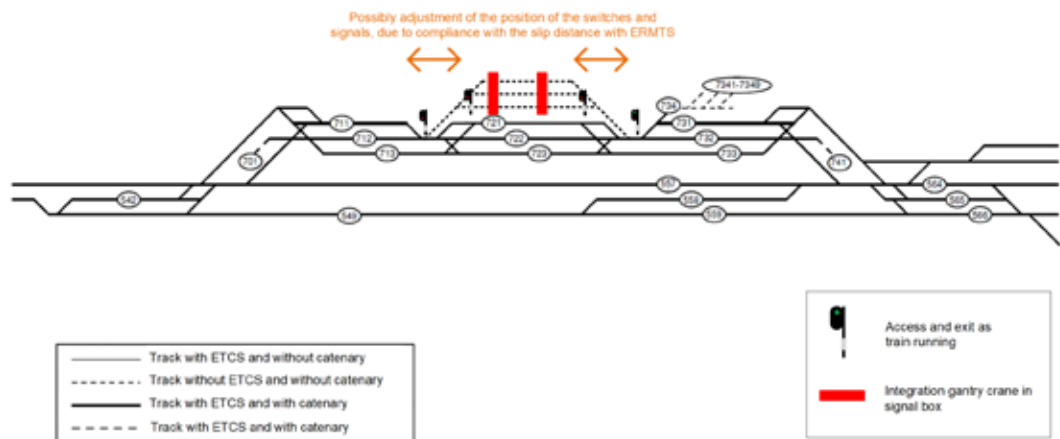 Possibly adjustment of the position of the switches and
signals, due to compliance with the slip distance with ERMTS
7341-7349
734
711
721
731
712
722
732
713
723
733
701
741
557
564
542
556
565
549
558
566
Track with ETCS and without catenary
Track without ETCS and without catenary
Track with ETCS and with catenary
Track with ETCS and with catenary
Access and exit as
train running
Integration gantry crane in
signal box